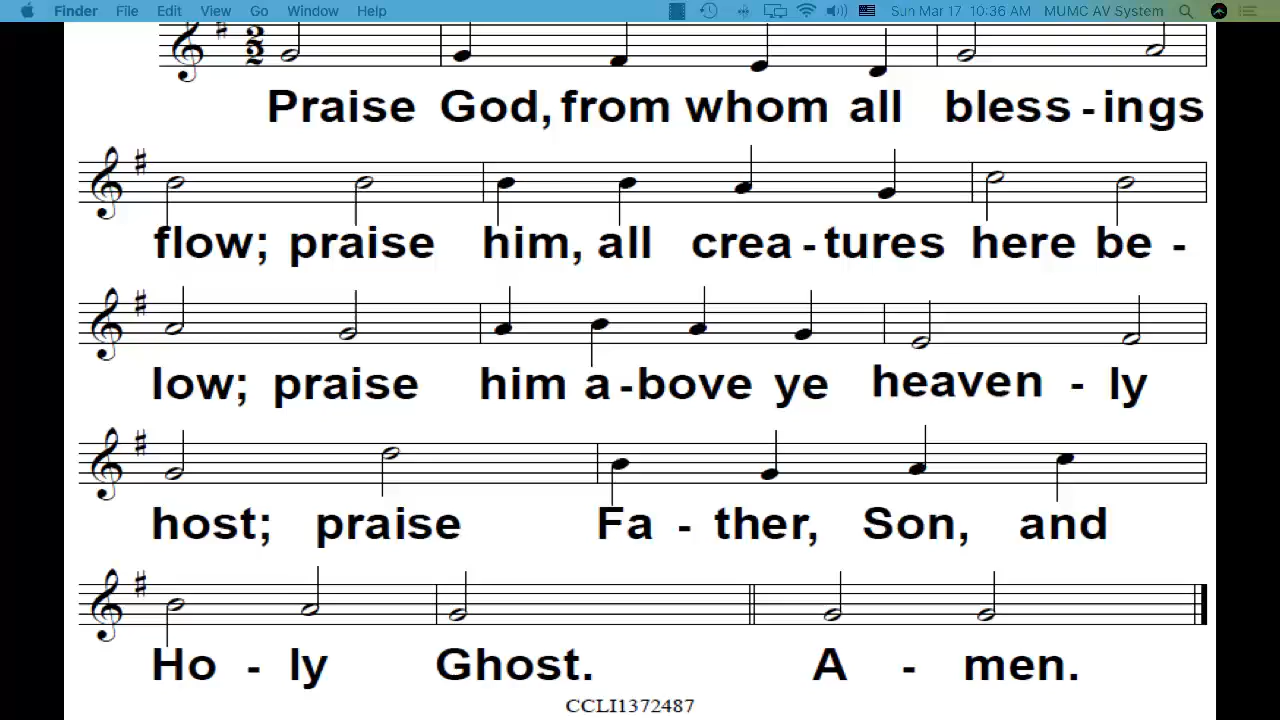 Finder File Edit View Go Window Help Sun Mar 17 10:36 AM MUMC AV System
Praise God, from whom all bless - ings
flow; praise him, all crea - tures here be -
low; praise him a - bove ye heaven - ly
host; praise Fa - ther, Son, and
Ho - ly Ghost. A - men.
CCLI1372487